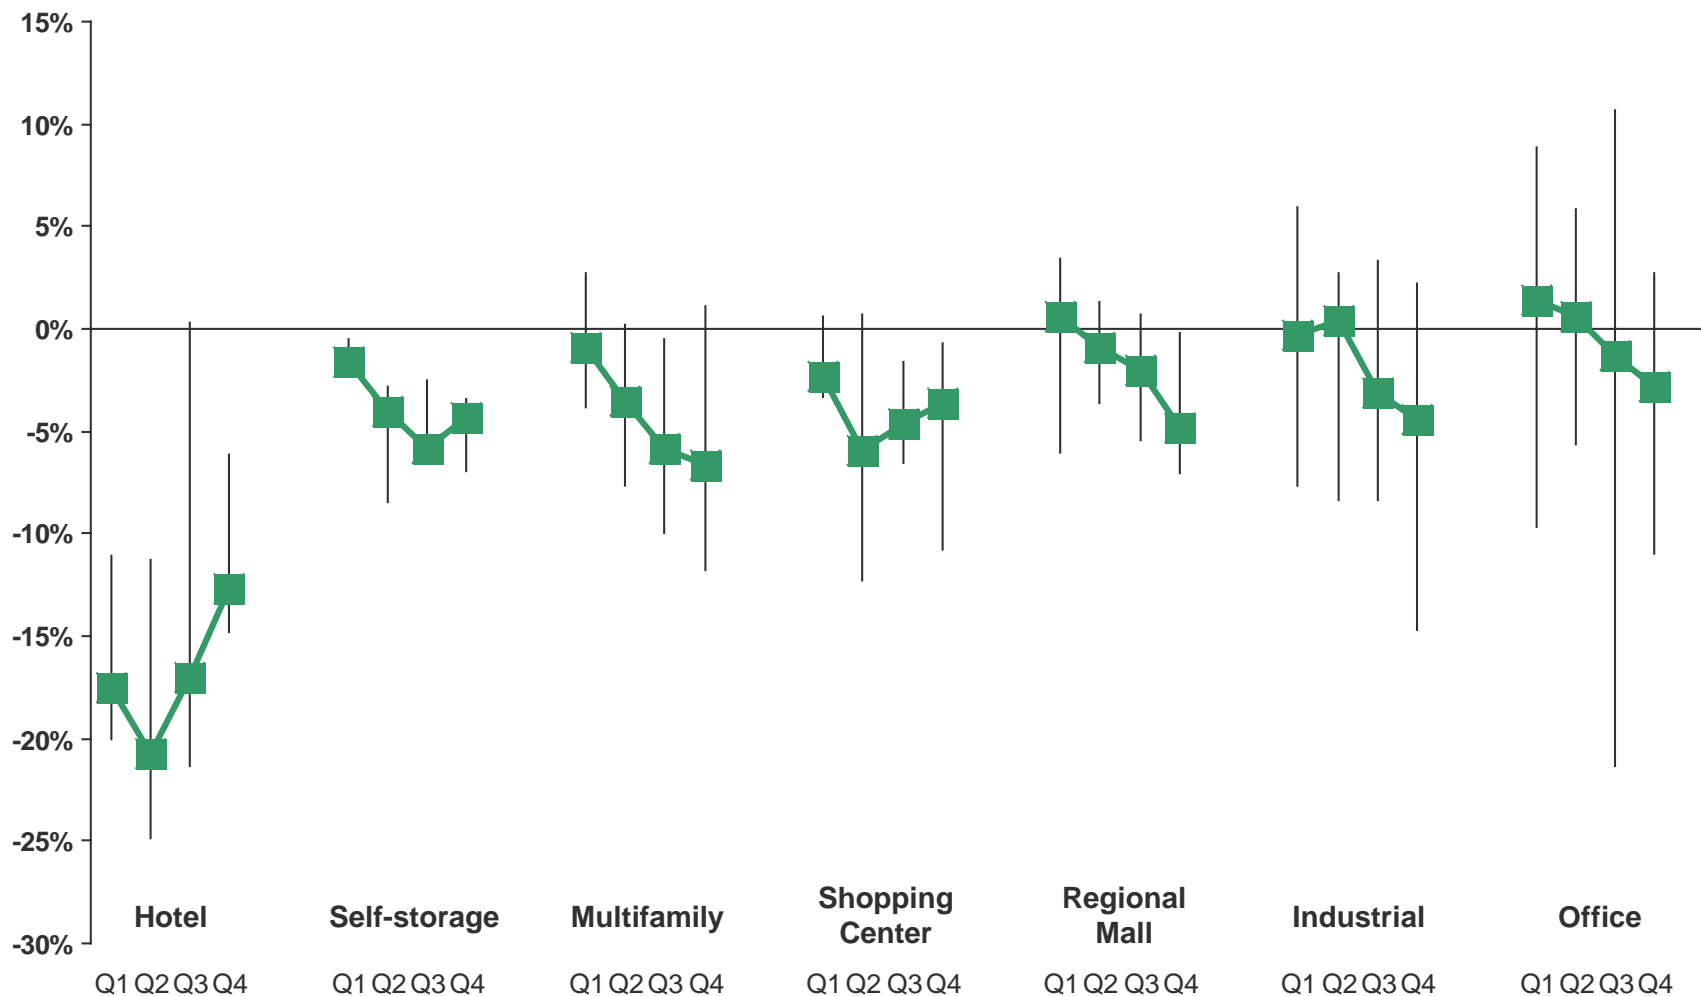 15%
10%
5%
0%
-5%
-10%
-15%
-20%
-25%
-30%
Hotel
Self-storage
Multifamily
Shopping
Center
Regional
Mall
Industrial
Office
Q1 Q2 Q3 Q4
Q1 Q2 Q3 Q4
Q1 Q2 Q3 Q4
Q1 Q2 Q3 Q4
Q1 Q2 Q3 Q4
Q1 Q2 Q3 Q4
Q1 Q2 Q3 Q4